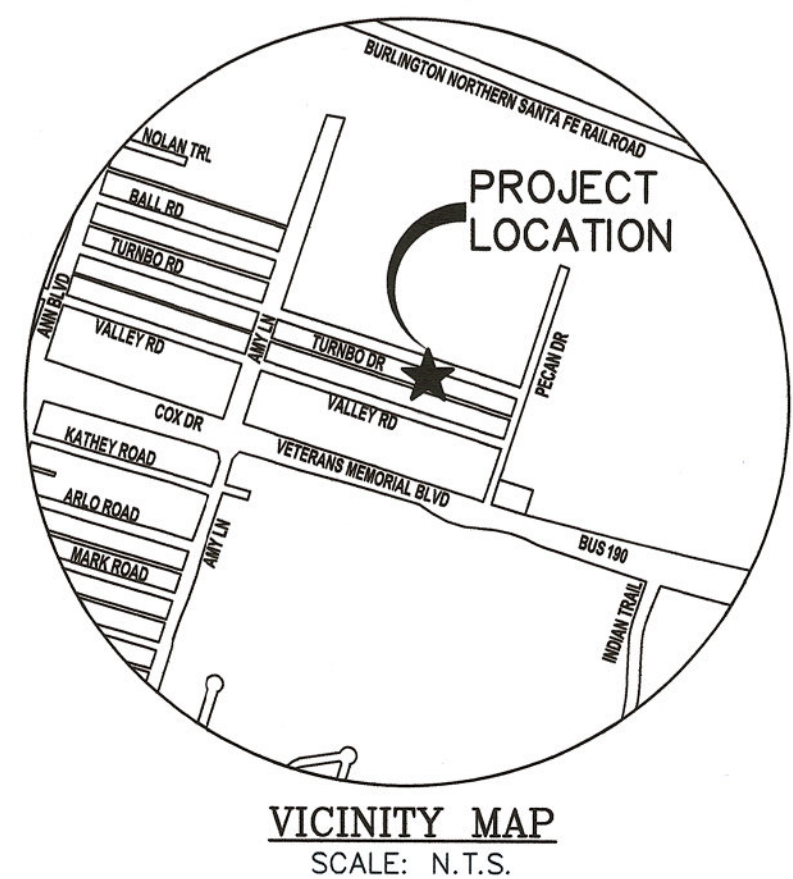 BURLINGTON NORTHERN SANTA FE RAILROAD
NOLAN TRL
PROJECT
LOCATION
BALL RD
TURNBO RD
ANN BLVD
VALLEY RD
AMY LN
TURNBO DR
PECAN DR
VALLEY RD
COX DR
KATHEY ROAD
VETERANS MEMORIAL BLVD
ARLO ROAD
AMY LN
BUS 190
MARK ROAD
INDIAN TRAIL
VICINITY MAP
SCALE: N.T.S.